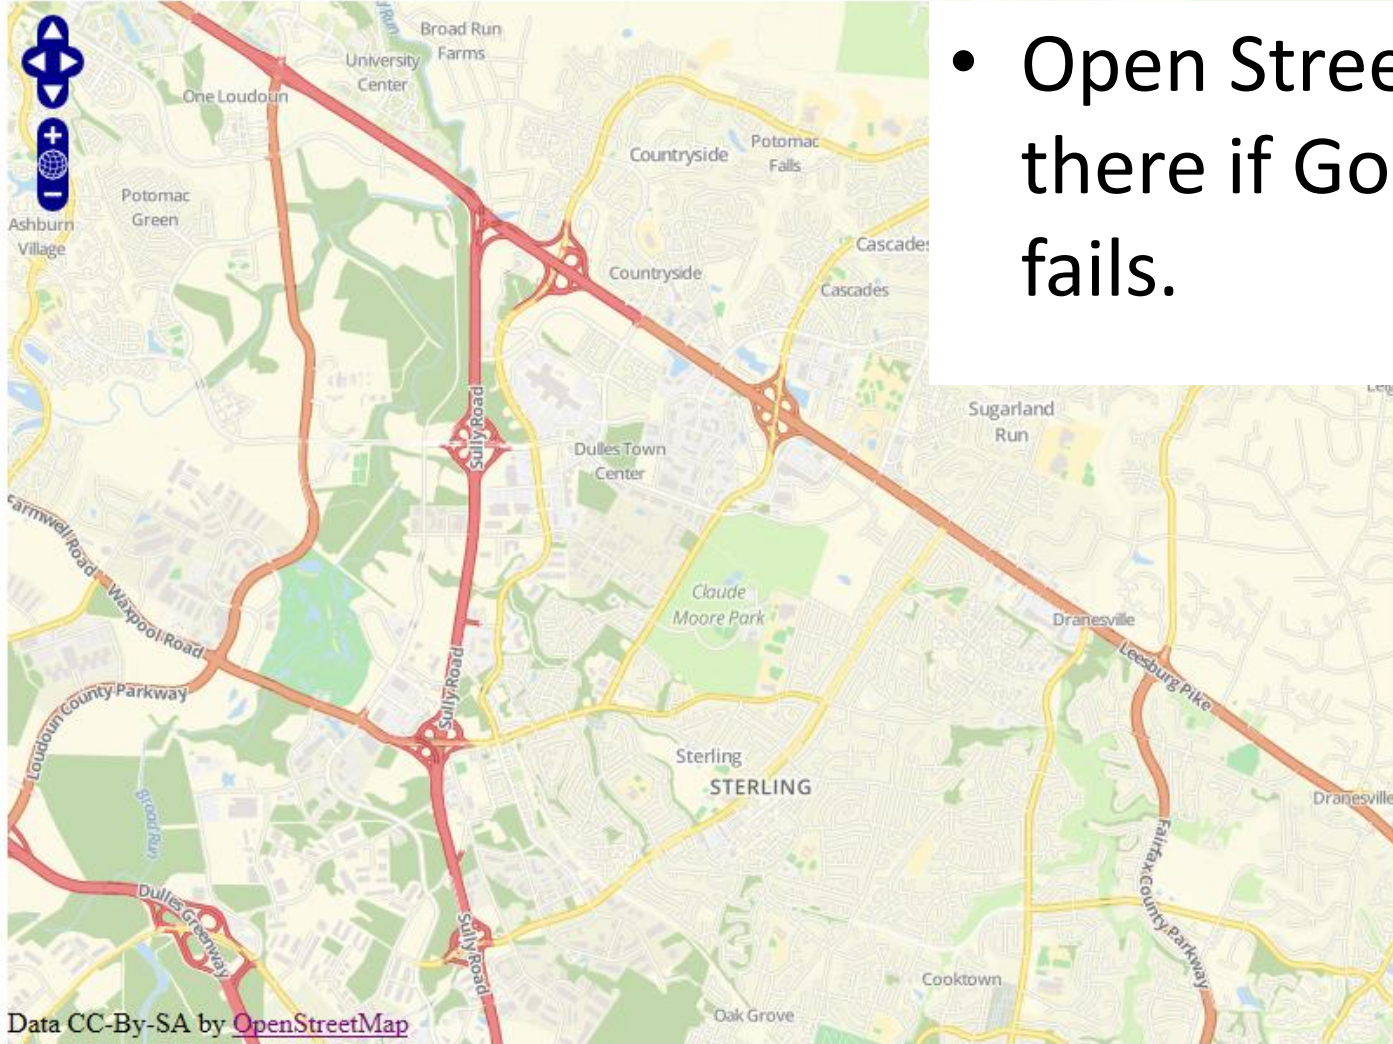 Broad Run
Farms
University
Center
One Loudoun
Countryside
Potomac
Falls
Potomac
Green
Ashburn
Village
Cascades
Countryside
Cascades
• Open Stree
there if Go
fails.
Sully Road
Sugarland
Run
Dulles Town
Center
Farmwell Road
Waxpool Road
Claude
Moore Park
Dranesville
Leesburg Pike
Sully Road
Loudoun County Parkway
Sterling
STERLING
Dranesville
Broad Run
Fairfax County Parkway
Dulles Greenway
Sully Road
Cooktown
Oak Grove
Data CC-By-SA by OpenStreetMap